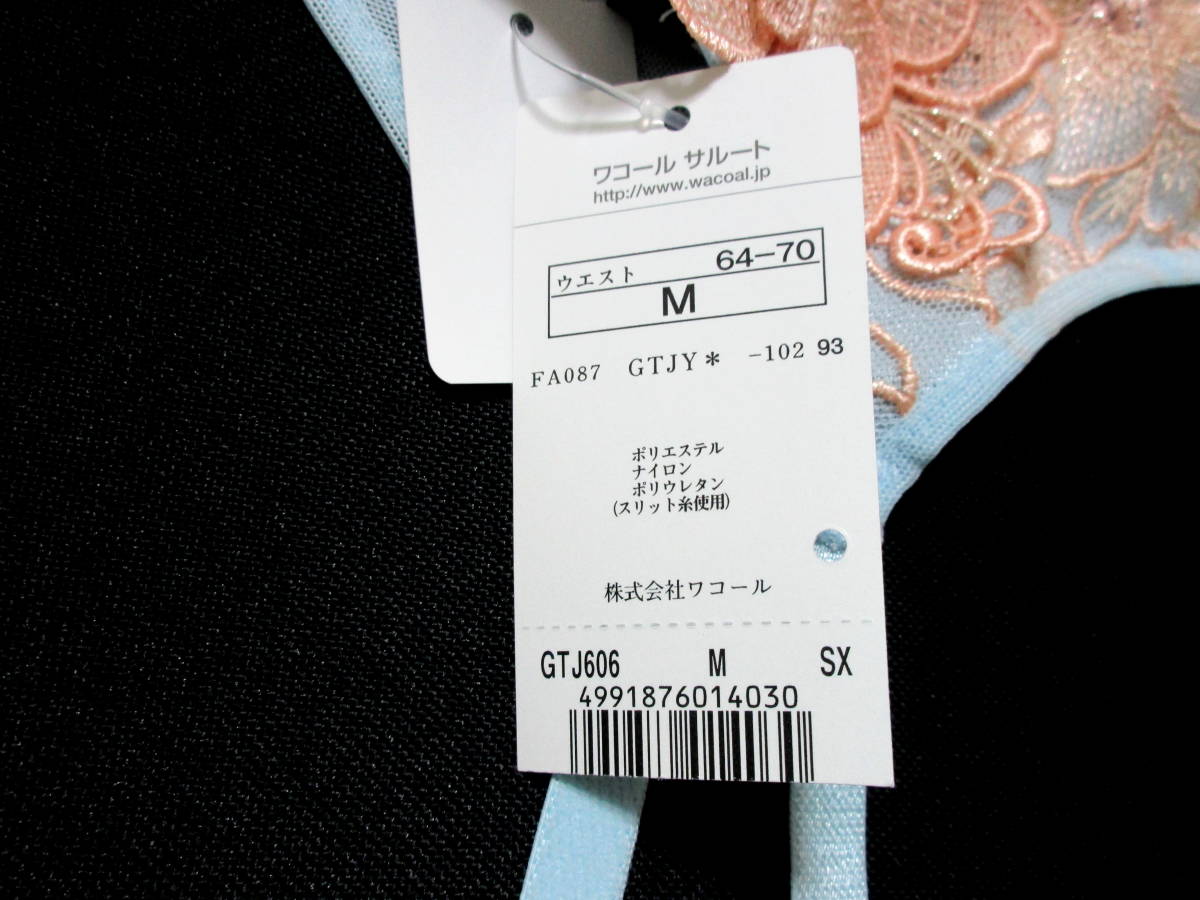 ワコール サルート
http://www.wacoal.jp
ウエスト 64-70
M
FA087 GTJY* -102 93
ポリエステル
ナイロン
ポリウレタン
(スリット糸使用)
株式会社ワコール
GTJ606 M SX
4991876014030